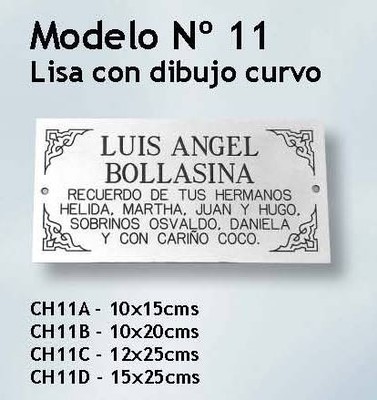 Modelo Nº 11
Lisa con dibujo curvo
LUIS ANGEL
BOLLASINA
RECUERDO DE TUS HERMANOS
HELIDA, MARTHA, JUAN Y HUGO,
SOBRINOS OSVALDO, DANIELA
Y CON CARIÑO COCO.
CH11A - 10x15cms
CH11B - 10x20cms
CH11C - 12x25cms
CH11D - 15x25cms